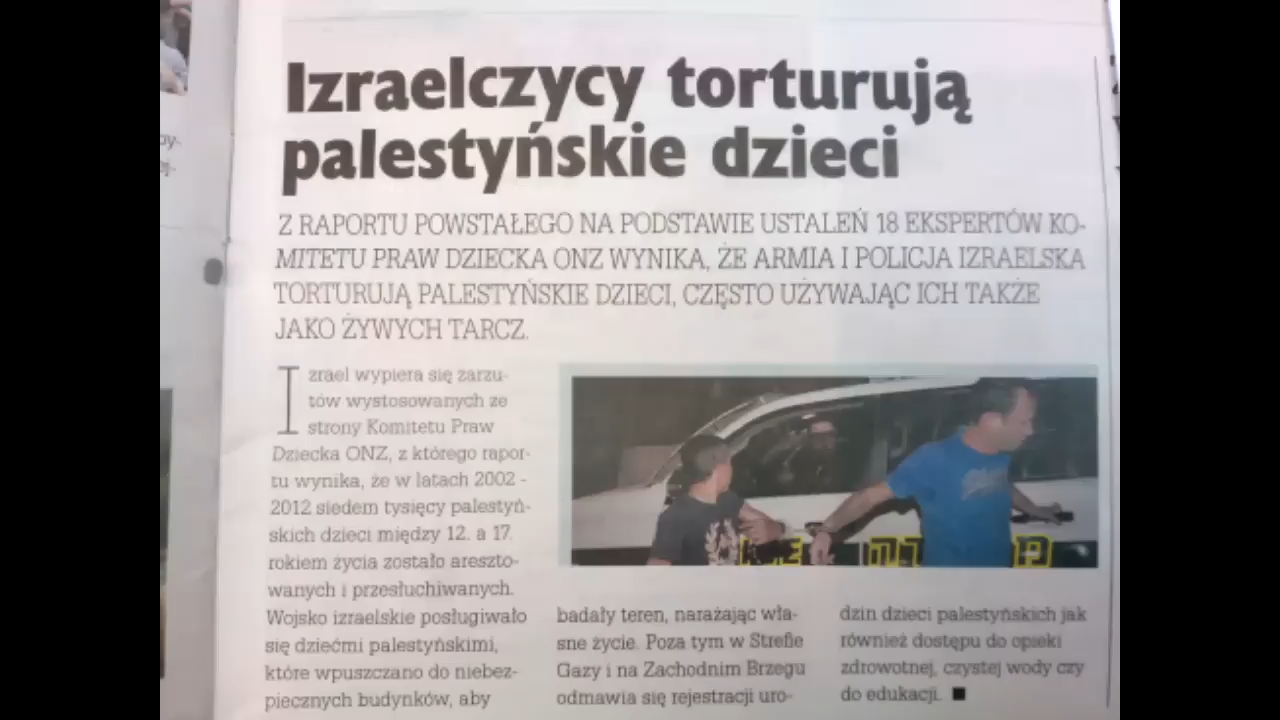 Izraelczycy torturują
palestyńskie dzieci
Z RAPORTU POWSTAŁEGO NA PODSTAWIE USTALEŃ 18 EKSPERTÓW KO-
MITETU PRAW DZIECKA ONZ WYNIKA, ŻE ARMIA I POLICJA IZRAELSKA
TORTURUJĄ PALESTYŃSKIE DZIECI, CZĘSTO UŻYWAJĄC ICH TAKŻE
JAKO ŻYWYCH TARCZ.
Izrael wypiera się zarzu-
tów wystosowanych ze
strony Komitetu Praw
Dziecka ONZ, z którego rapor-
tu wynika, że w latach 2002 -
2012 siedem tysięcy palestyń-
skich dzieci między 12. a 17.
rokiem życia zostało areszto-
wanych i przesłuchiwanych.
Wojsko izraelskie posługiwało
się dziećmi palestyńskimi,
które wpuszczano do niebez-
piecznych budynków, aby
badały teren, narażając wła-
sne życie. Poza tym w Strefie
Gazy i na Zachodnim Brzegu
odmawia się rejestracji uro-
dzin dzieci palestyńskich jak
również dostępu do opieki
zdrowotnej, czystej wody czy
do edukacji.